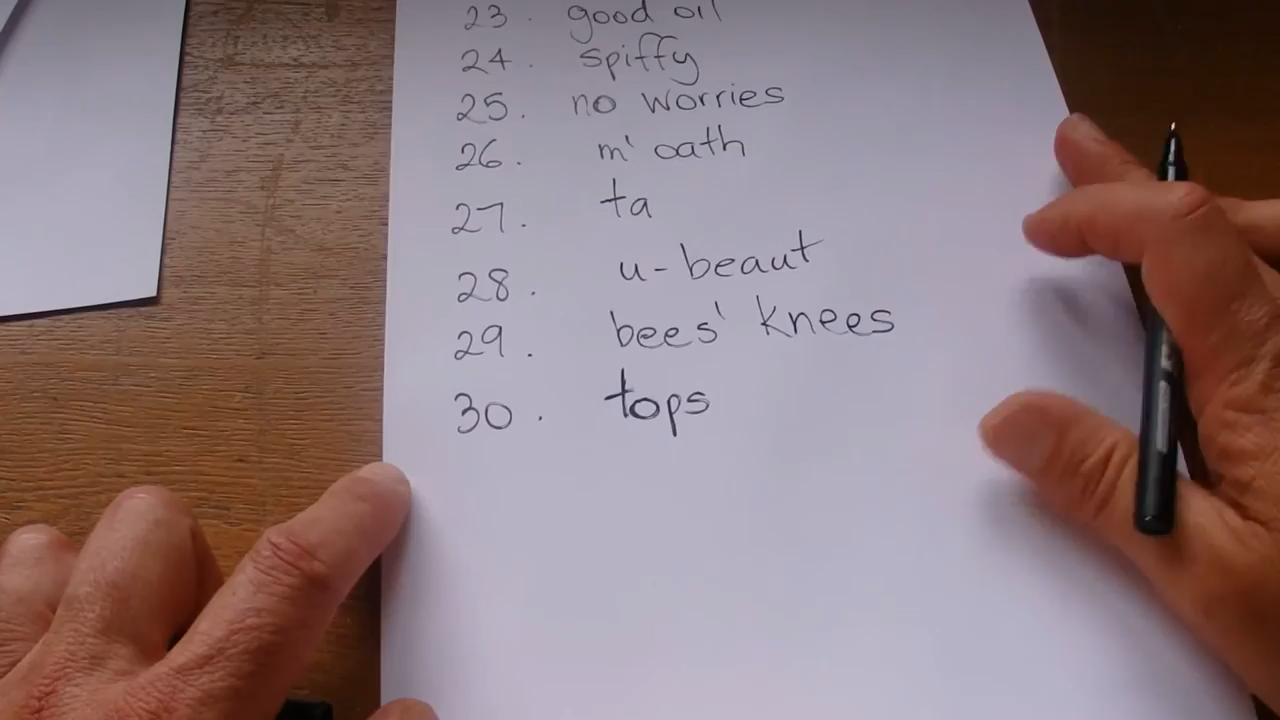 23. good oil
24. spiffy
25. no worries
26. m' oath
27. ta
28. u-beaut
29. bees' knees
30. tops